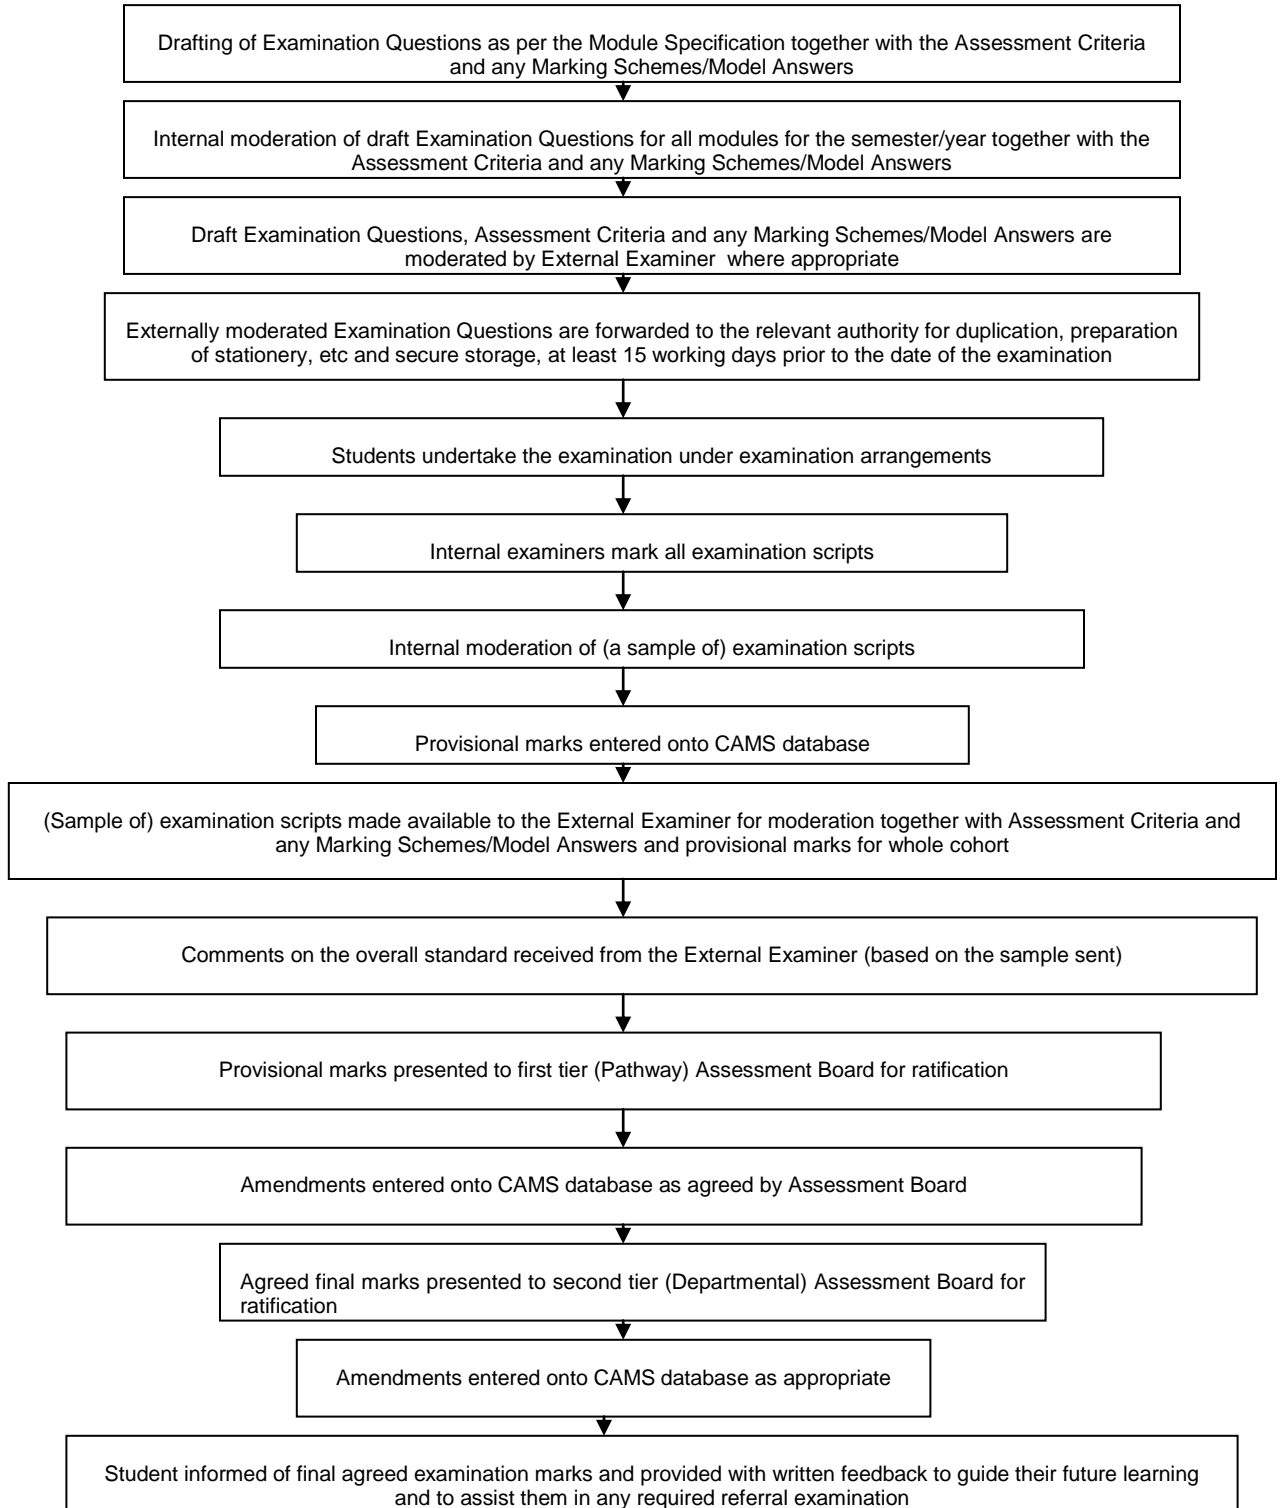 Drafting of Examination Questions as per the Module Specification together with the Assessment Criteria
and any Marking Schemes/Model Answers
Internal moderation of draft Examination Questions for all modules for the semester/year together with the
Assessment Criteria and any Marking Schemes/Model Answers
Draft Examination Questions, Assessment Criteria and any Marking Schemes/Model Answers are
moderated by External Examiner where appropriate
Externally moderated Examination Questions are forwarded to the relevant authority for duplication, preparation
of stationery, etc and secure storage, at least 15 working days prior to the date of the examination
Students undertake the examination under examination arrangements
Internal examiners mark all examination scripts
Internal moderation of (a sample of) examination scripts
Provisional marks entered onto CAMS database
(Sample of) examination scripts made available to the External Examiner for moderation together with Assessment Criteria and
any Marking Schemes/Model Answers and provisional marks for whole cohort
Comments on the overall standard received from the External Examiner (based on the sample sent)
Provisional marks presented to first tier (Pathway) Assessment Board for ratification
Amendments entered onto CAMS database as agreed by Assessment Board
Agreed final marks presented to second tier (Departmental) Assessment Board for
ratification
Amendments entered onto CAMS database as appropriate
Student informed of final agreed examination marks and provided with written feedback to guide their future learning
and to assist them in any required referral examination